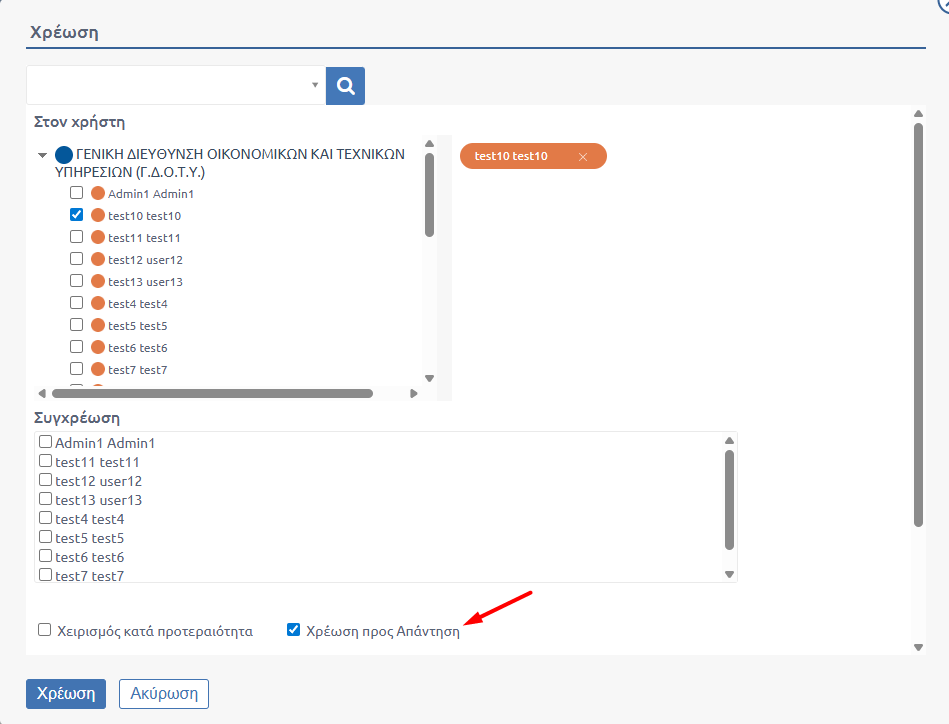 Χρέωση
Στον χρήστη
ΓΕΝΙΚΗ ΔΙΕΥΘΥΝΣΗ ΟΙΚΟΝΟΜΙΚΩΝ ΚΑΙ ΤΕΧΝΙΚΩΝ
ΥΠΗΡΕΣΙΩΝ (Γ.Δ.Ο.Τ.Υ.)
Admin1 Admin1
test10 test10
test11 test11
test12 user12
test13 user13
test4 test4
test5 test5
test6 test6
test7 test7
test10 test10
Συγχρέωση
Admin1 Admin1
test11 test11
test12 user12
test13 user13
test4 test4
test5 test5
test6 test6
test7 test7
Χειρισμός κατά προτεραιότητα
Χρέωση προς Απάντηση
Χρέωση
Ακύρωση